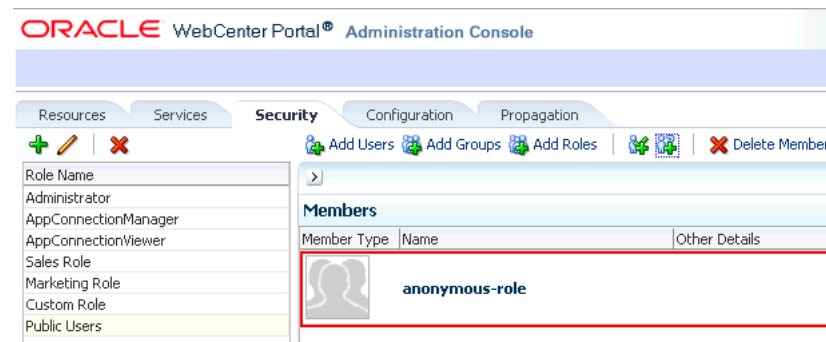 ORACLE WebCenter Portal® Administration Console
Resources Services Security Configuration Propagation
Add Users Add Groups Add Roles Delete Member
Role Name
Administrator
AppConnectionManager
AppConnectionViewer
Sales Role
Marketing Role
Custom Role
Public Users
Members
Member Type Name Other Details
anonymous-role